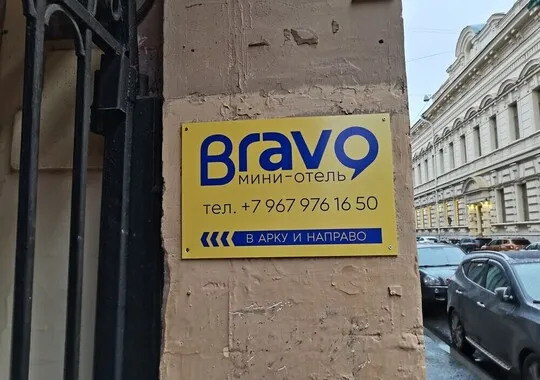 Bravo
МИНИ-ОТЕЛЬ
тел. +7 967 976 16 50
В АРКУ И НАПРАВО